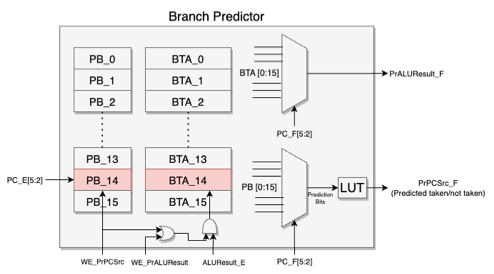 Branch Predictor
PB_0
BTA_0
PB_1
BTA_1
PB_2
BTA_2
BTA [0:15]
PrALUResult_F
PC_F[5:2]
PB_13
BTA_13
PC_E[5:2]
PB_14
BTA_14
PB_15
BTA_15
PB [0:15]
Prediction
Bits
LUT
PrPCSrc_F
(Predicted taken/not taken)
WE_PrPCSrc
WE_PrALUResult
ALUResult_E
PC_F[5:2]